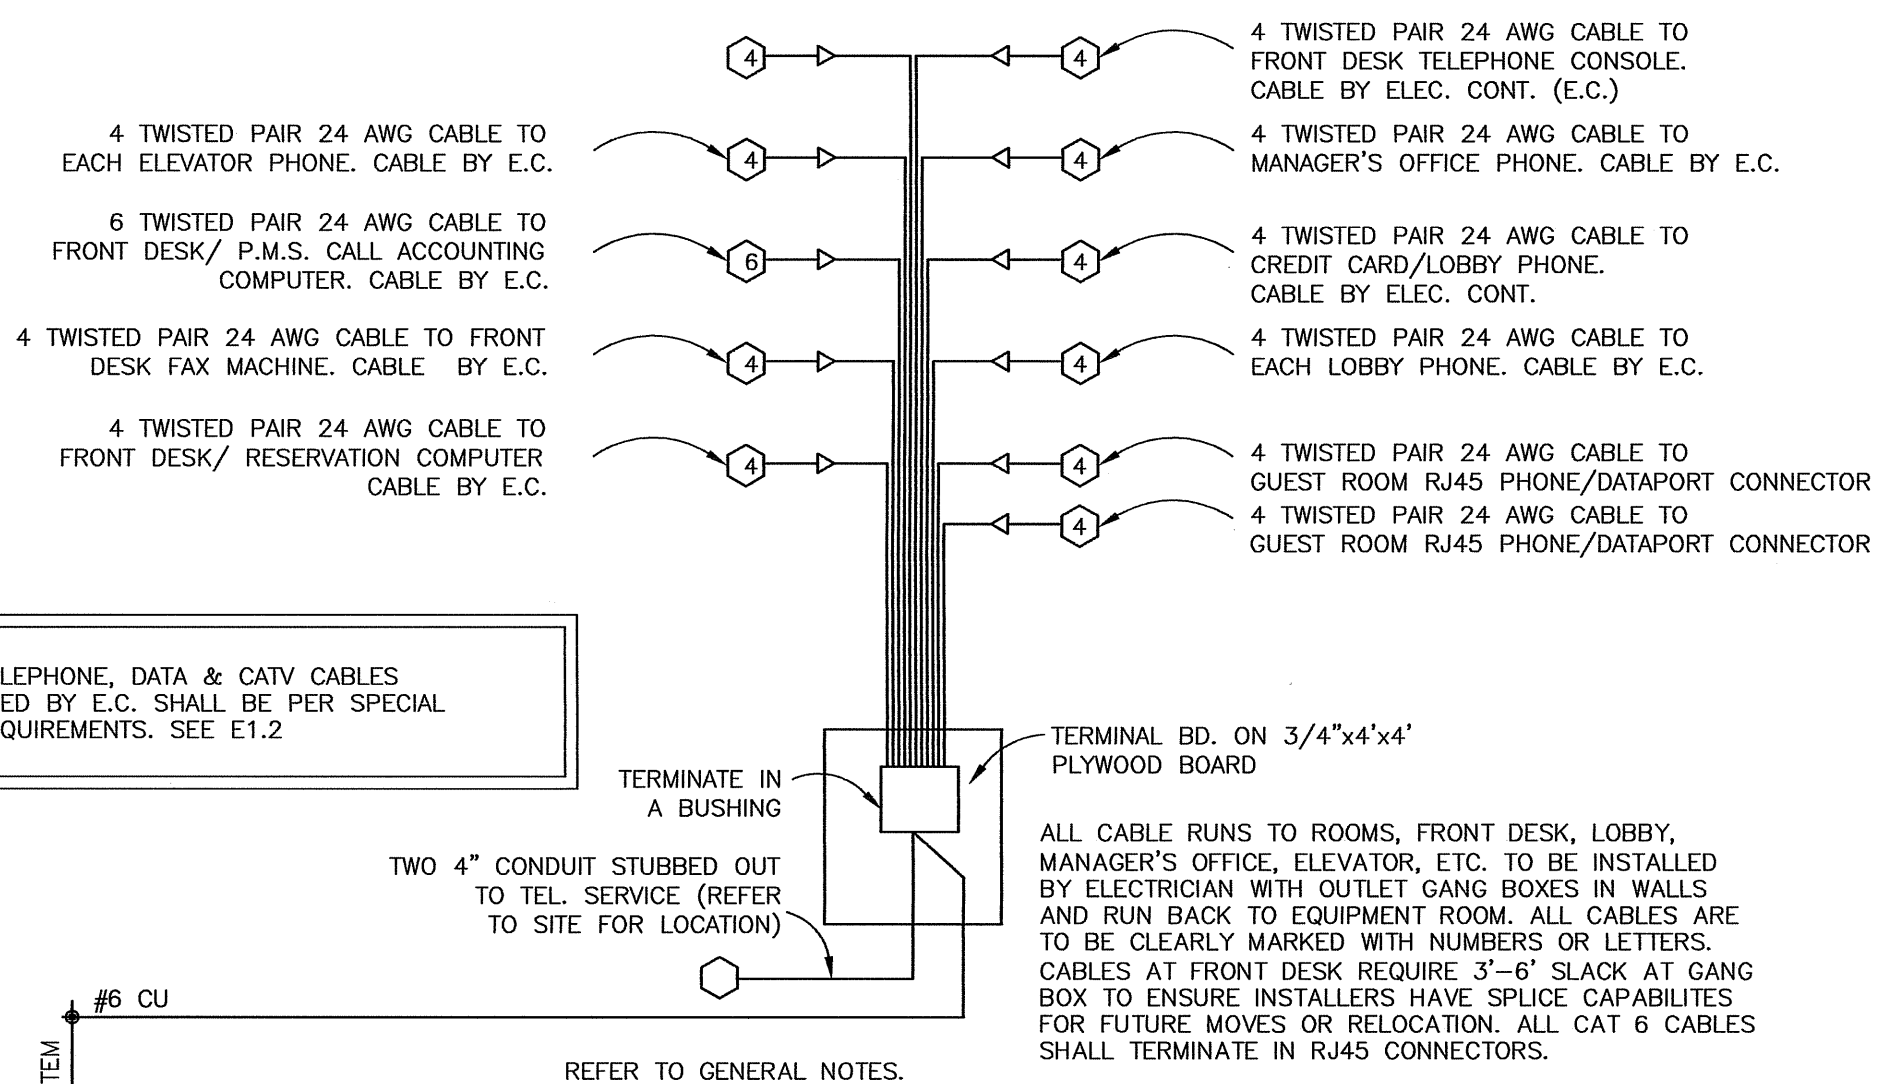 4
4
4 TWISTED PAIR 24 AWG CABLE TO
FRONT DESK TELEPHONE CONSOLE.
CABLE BY ELEC. CONT. (E.C.)
4 TWISTED PAIR 24 AWG CABLE TO
EACH ELEVATOR PHONE. CABLE BY E.C.
4
4
4 TWISTED PAIR 24 AWG CABLE TO
MANAGER'S OFFICE PHONE. CABLE BY E.C.
6 TWISTED PAIR 24 AWG CABLE TO
FRONT DESK/ P.M.S. CALL ACCOUNTING
COMPUTER. CABLE BY E.C.
6
4
4 TWISTED PAIR 24 AWG CABLE TO
CREDIT CARD/LOBBY PHONE.
CABLE BY ELEC. CONT.
4 TWISTED PAIR 24 AWG CABLE TO FRONT
DESK FAX MACHINE. CABLE BY E.C.
4
4
4 TWISTED PAIR 24 AWG CABLE TO
EACH LOBBY PHONE. CABLE BY E.C.
4 TWISTED PAIR 24 AWG CABLE TO
FRONT DESK/ RESERVATION COMPUTER
CABLE BY E.C.
4
4
4 TWISTED PAIR 24 AWG CABLE TO
GUEST ROOM RJ45 PHONE/DATAPORT CONNECTOR
4
4 TWISTED PAIR 24 AWG CABLE TO
GUEST ROOM RJ45 PHONE/DATAPORT CONNECTOR
LEPHONE, DATA & CATV CABLES
ED BY E.C. SHALL BE PER SPECIAL
QUIREMENTS. SEE E1.2
TERMINAL BD. ON 3/4"x4'x4'
PLYWOOD BOARD
TERMINATE IN
A BUSHING
TWO 4" CONDUIT STUBBED OUT
TO TEL. SERVICE (REFER
TO SITE FOR LOCATION)
ALL CABLE RUNS TO ROOMS, FRONT DESK, LOBBY,
MANAGER'S OFFICE, ELEVATOR, ETC. TO BE INSTALLED
BY ELECTRICIAN WITH OUTLET GANG BOXES IN WALLS
AND RUN BACK TO EQUIPMENT ROOM. ALL CABLES ARE
TO BE CLEARLY MARKED WITH NUMBERS OR LETTERS.
CABLES AT FRONT DESK REQUIRE 3'-6' SLACK AT GANG
BOX TO ENSURE INSTALLERS HAVE SPLICE CAPABILITES
FOR FUTURE MOVES OR RELOCATION. ALL CAT 6 CABLES
SHALL TERMINATE IN RJ45 CONNECTORS.
#6 CU
TEM
REFER TO GENERAL NOTES.